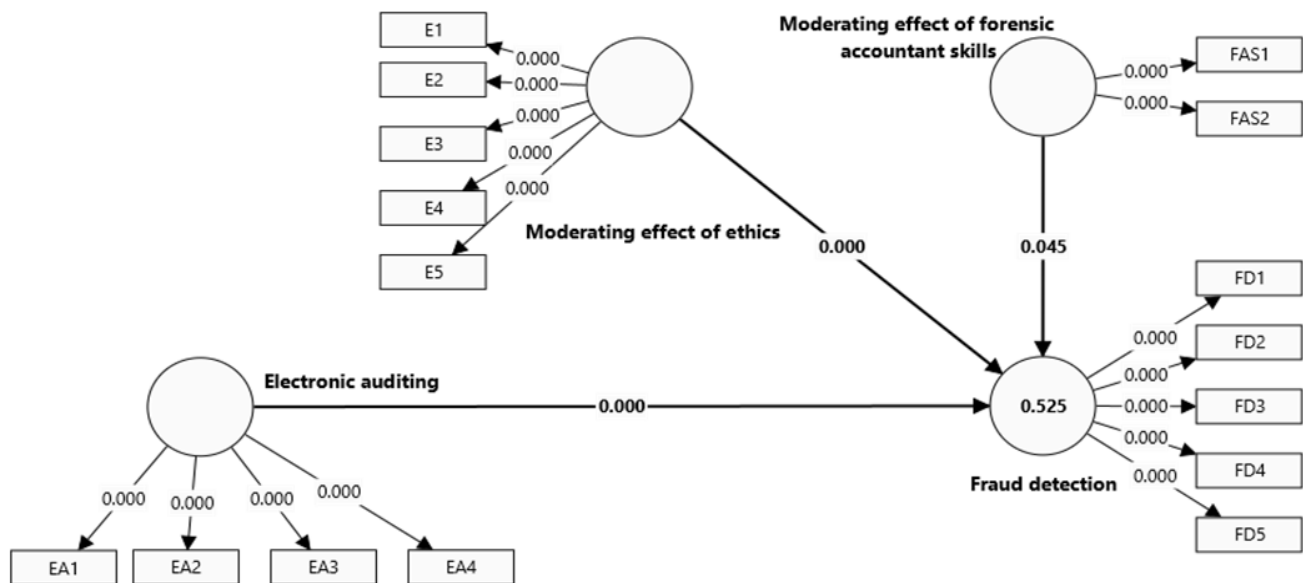 E1
0.000
E2
0.000
E3
0.000
E4
0.000
E5
0.000
Moderating effect of ethics
0.000
Moderating effect of forensic
accountant skills
0.000
FAS1
0.000
FAS2
0.045
Electronic auditing
0.000
0.000
0.000
0.000
0.000
EA1
EA2
EA3
EA4
0.525
Fraud detection
0.000
FD1
0.000
FD2
0.000
FD3
0.000
FD4
0.000
FD5